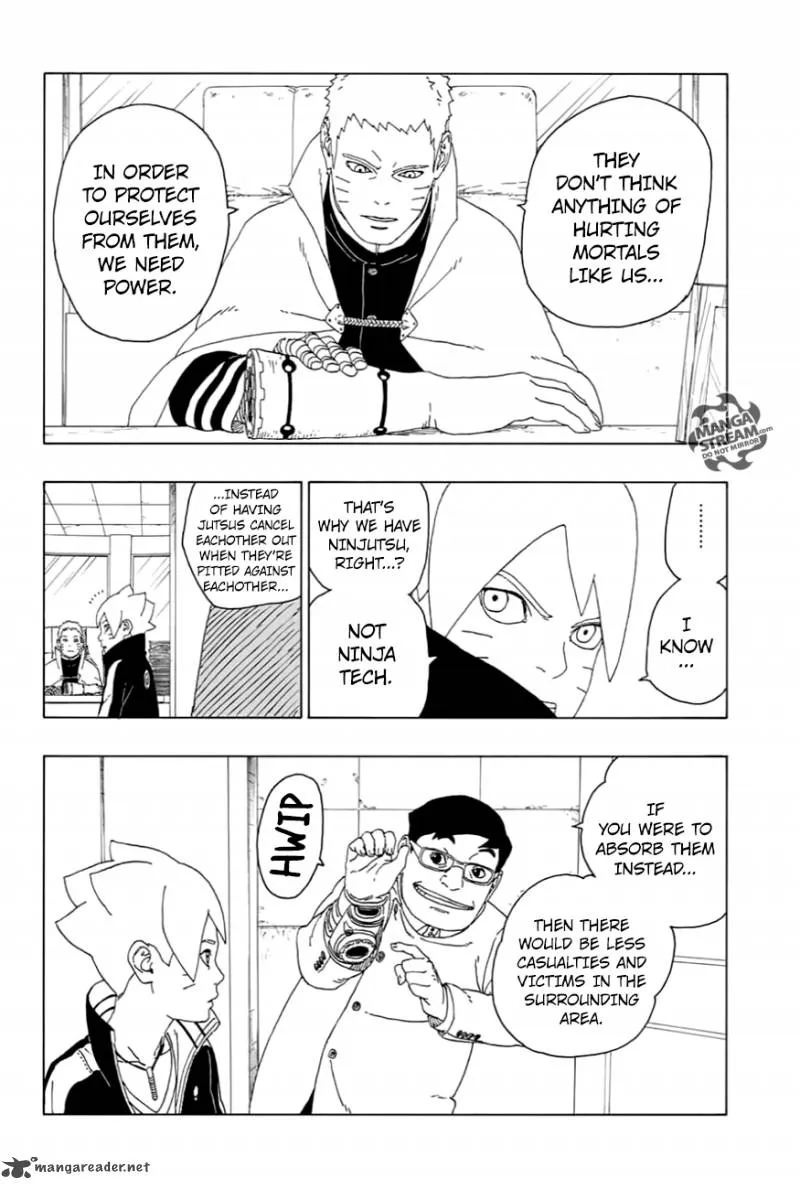 THEY
DON'T THINK
ANYTHING OF
HURTING
MORTALS
LIKE US...
IN ORDER
TO PROTECT
OURSELVES
FROM THEM,
WE NEED
POWER.
MANGA
STREAM.com
DO NOT MIRROR
.........
I
KNOW
...
THAT'S
WHY WE HAVE
NINJUTSU,
RIGHT...?
NOT
NINJA
TECH.
...INSTEAD
OF HAVING
JUTSUS CANCEL
EACHOTHER OUT
WHEN THEY'RE
PITTED AGAINST
EACHOTHER...
IF
YOU WERE TO
ABSORB THEM
INSTEAD...
THEN THERE
WOULD BE LESS
CASUALTIES AND
VICTIMS IN THE
SURROUNDING
AREA.
HWIP
mangareader.net